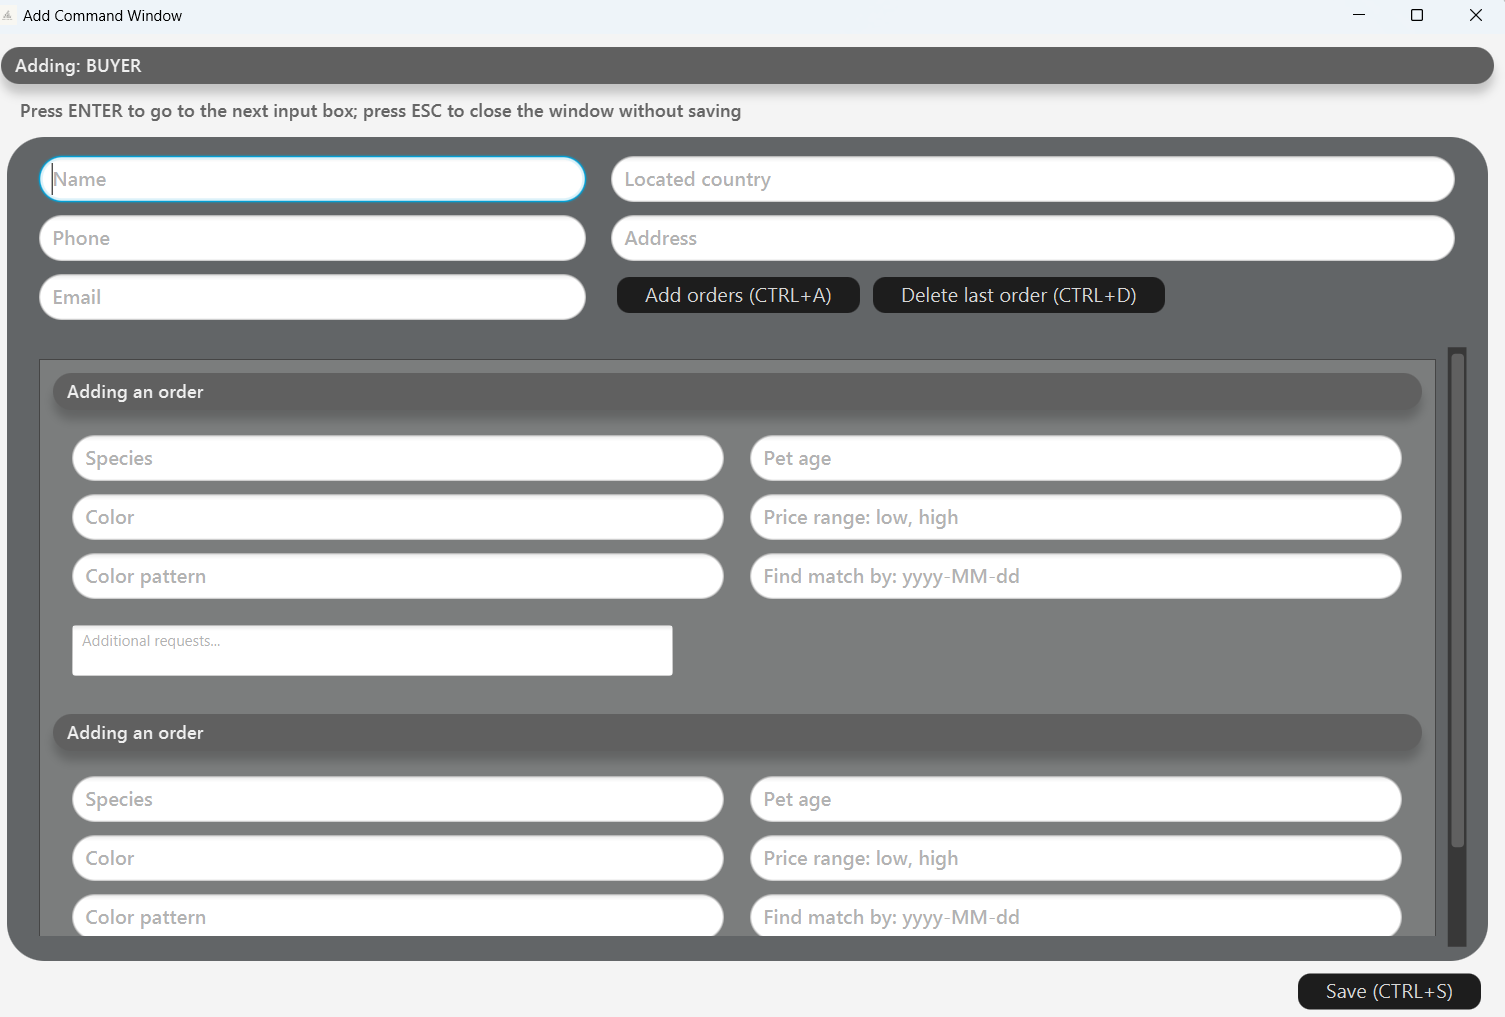 Add Command Window
Adding: BUYER
Press ENTER to go to the next input box; press ESC to close the window without saving
Name
Located country
Phone
Address
Email
Add orders (CTRL+A)
Delete last order (CTRL+D)
Adding an order
Species
Pet age
Color
Price range: low, high
Color pattern
Find match by: yyyy-MM-dd
Additional requests...
Adding an order
Species
Pet age
Color
Price range: low, high
Color pattern
Find match by: yyyy-MM-dd
Save (CTRL+S)